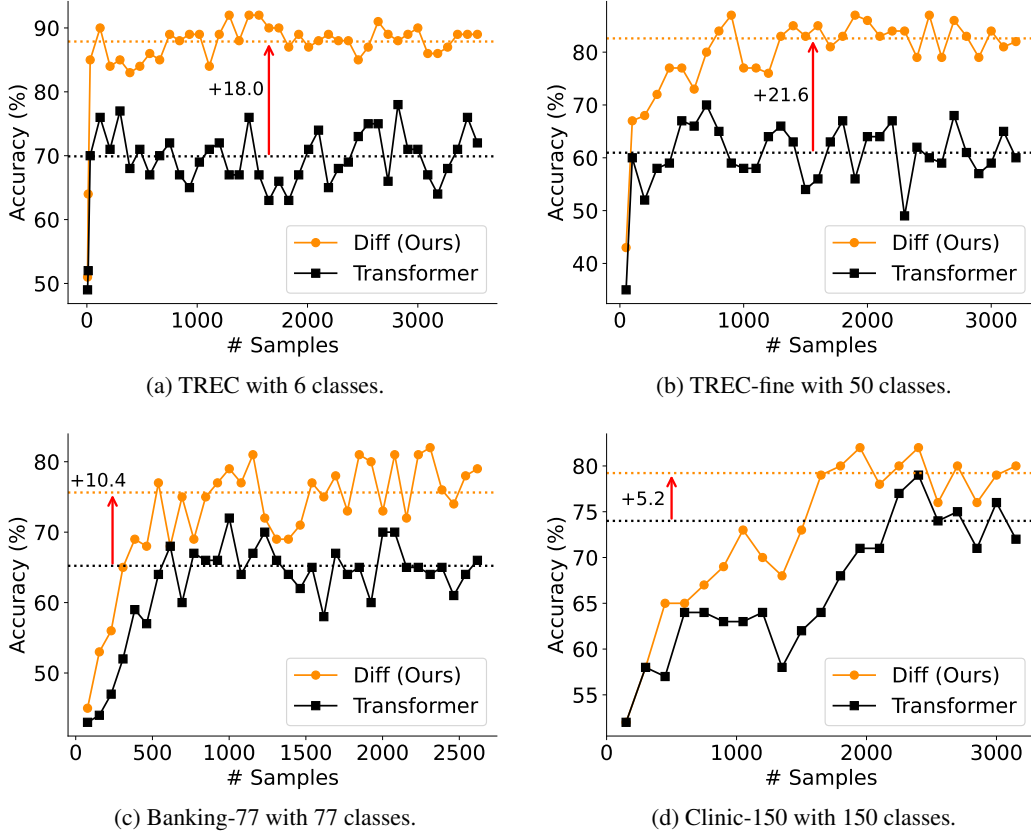 90
80
70
60
50
Accuracy (%)
+18.0
Diff (Ours)
Transformer
0 1000 2000 3000
# Samples
(a) TREC with 6 classes.
80
70
60
50
40
Accuracy (%)
+21.6
Diff (Ours)
Transformer
0 1000 2000 3000
# Samples
(b) TREC-fine with 50 classes.
80
70
60
50
Accuracy (%)
+10.4
Diff (Ours)
Transformer
0 500 1000 1500 2000 2500
# Samples
(c) Banking-77 with 77 classes.
80
75
70
65
60
55
Accuracy (%)
+5.2
Diff (Ours)
Transformer
0 1000 2000 3000
# Samples
(d) Clinic-150 with 150 classes.